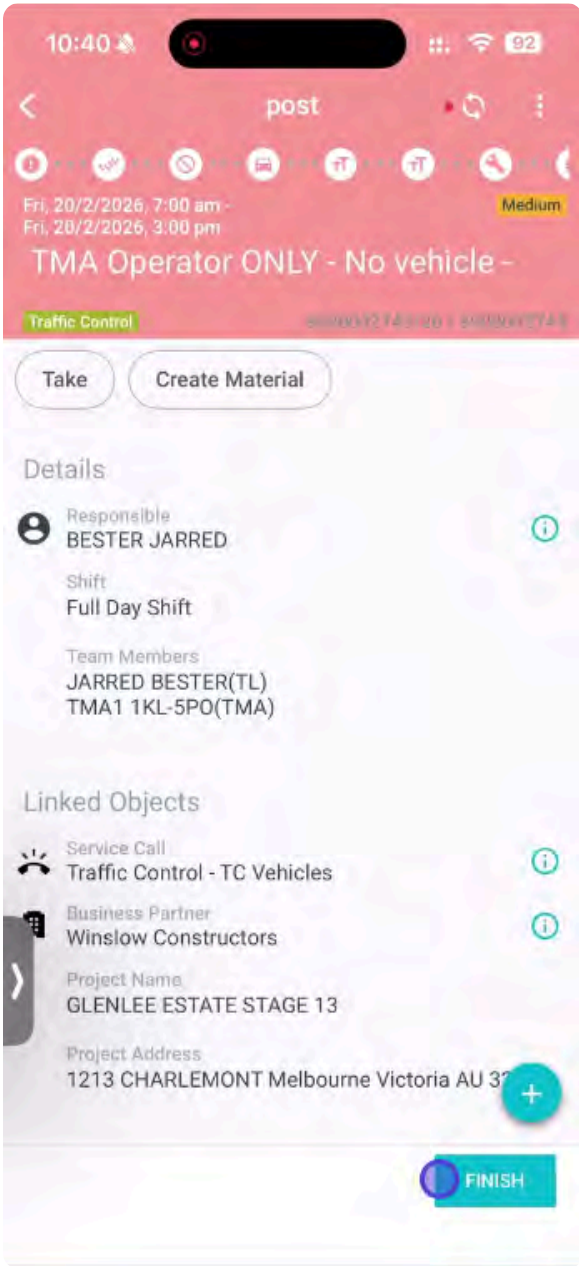 10:40
92
post
Fri, 20/2/2026, 7:00 am -
Fri, 20/2/2026, 3:00 pm
Medium
TMA Operator ONLY - No vehicle -
Traffic Control
Take
Create Material
Details
Responsible
BESTER JARRED
Shift
Full Day Shift
Team Members
JARRED BESTER(TL)
TMA1 1KL-5PO(TMA)
Linked Objects
Service Call
Traffic Control - TC Vehicles
Business Partner
Winslow Constructors
Project Name
GLENLEE ESTATE STAGE 13
Project Address
1213 CHARLEMONT Melbourne Victoria AU
FINISH